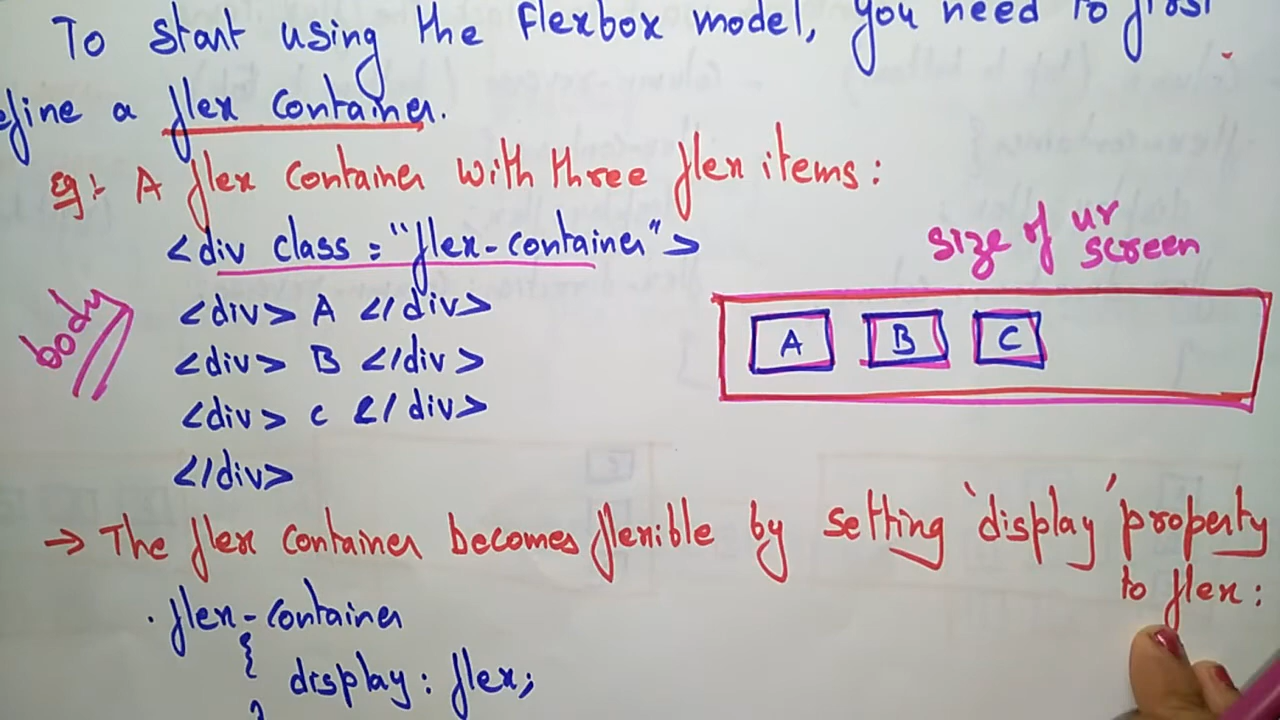 To start using the Flexbox model, you need to first
efine a flex container.
Eg:- A flex container with three flex items:
<div class = "flex-container">
<div> A </div>
<div> B </div>
<div> C </div>
</div>
body
size of ur
screen
A B C
→ The flex container becomes flexible by setting 'display' property
to flex:
.flex-container
{
display: flex;
}